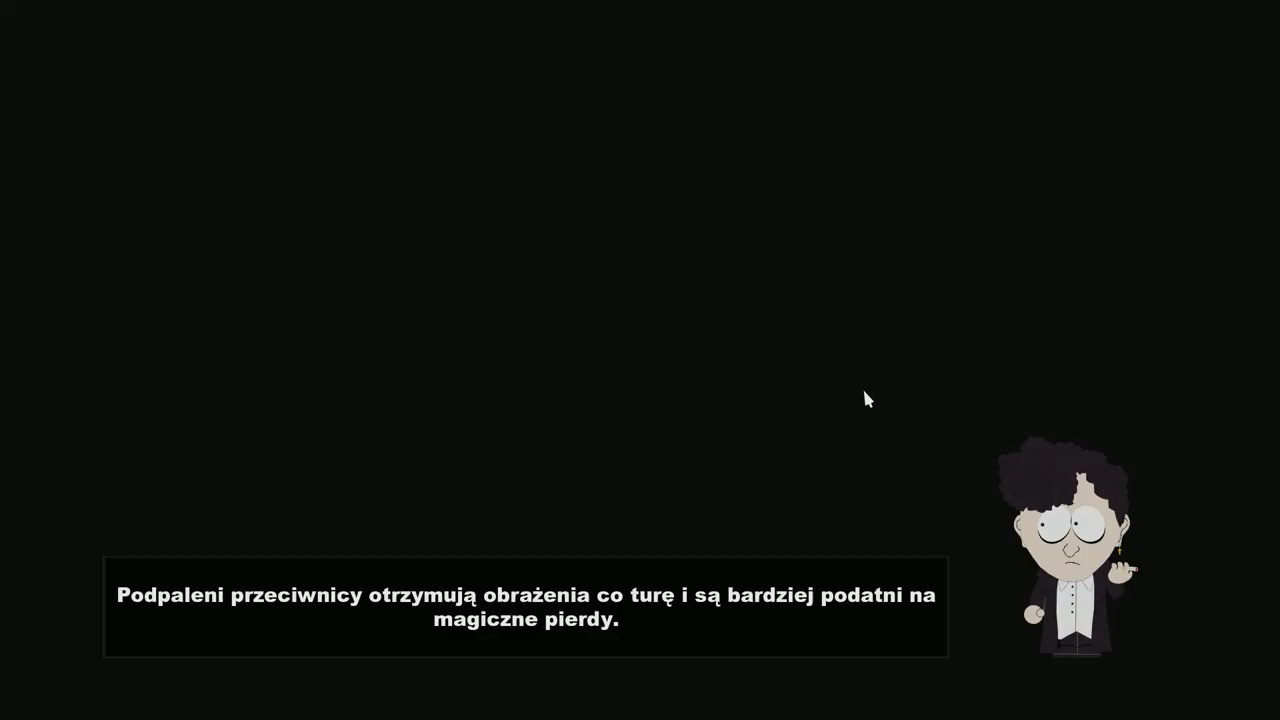 Podpaleni przeciwnicy otrzymują obrażenia co turę i są bardziej podatni na
magiczne pierdy.